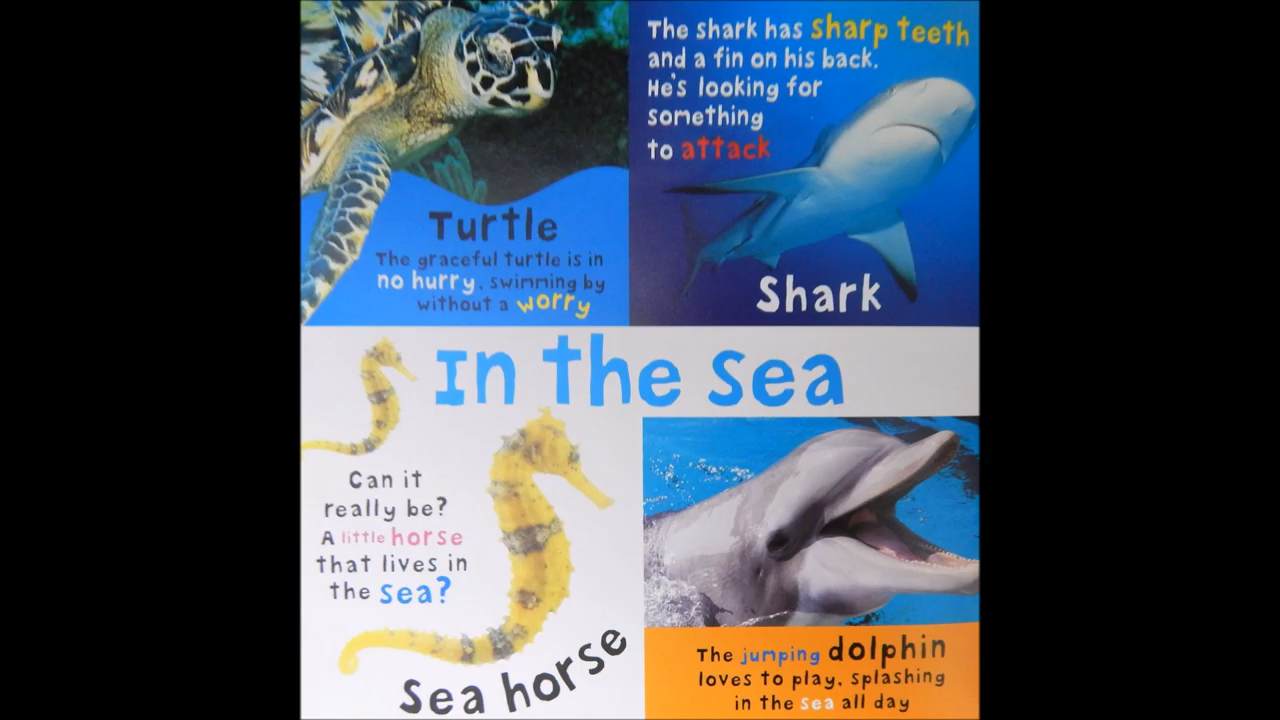 Turtle
The graceful turtle is in
no hurry, swimming by
without a worry
The shark has sharp teeth
and a fin on his back.
He's looking for
something
to attack
Shark
In the sea
Can it
really be?
A little horse
that lives in
the sea?
Sea horse
The jumping dolphin
loves to play, splashing
in the sea all day